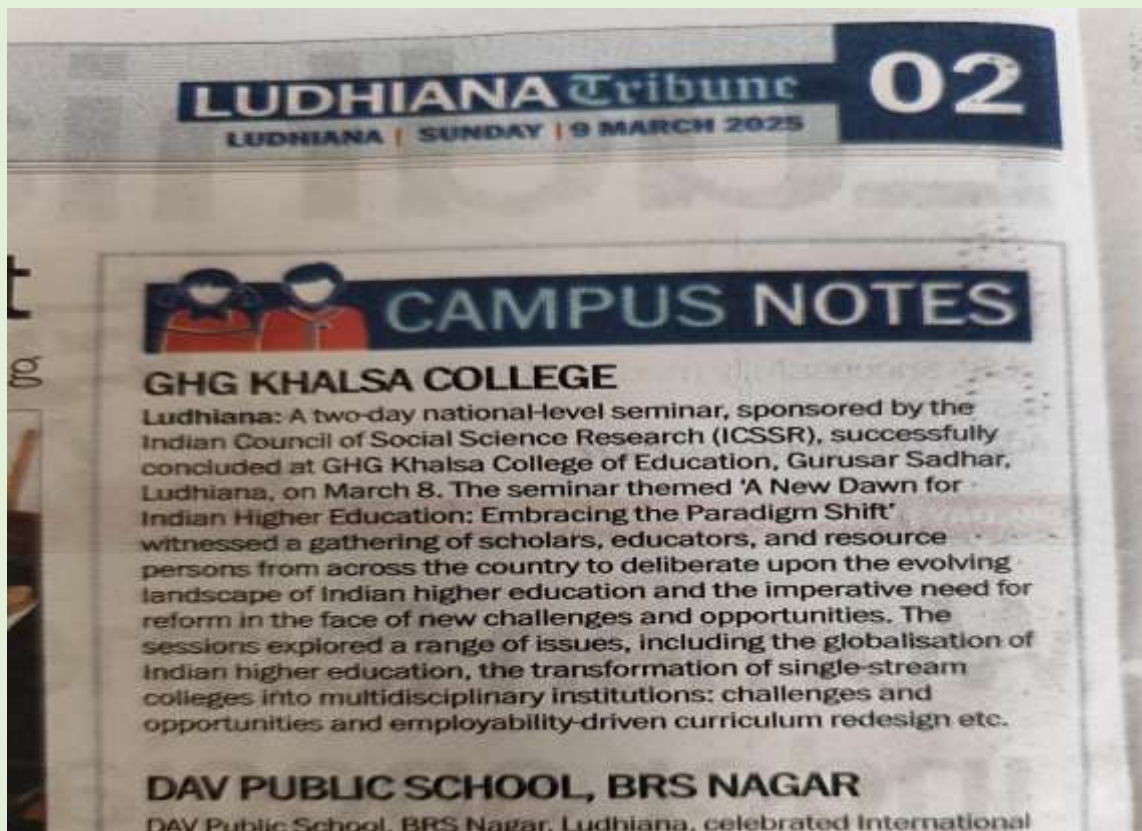 LUDHIANA Tribune 02
LUDHIANA | SUNDAY | 9 MARCH 2025
t
g
CAMPUS NOTES
GHG KHALSA COLLEGE
Ludhiana: A two-day national-level seminar, sponsored by the
Indian Council of Social Science Research (ICSSR), successfully
concluded at GHG Khalsa College of Education, Gurusar Sadhar,
Ludhiana, on March 8. The seminar themed 'A New Dawn for
Indian Higher Education: Embracing the Paradigm Shift'
witnessed a gathering of scholars, educators, and resource
persons from across the country to deliberate upon the evolving
landscape of Indian higher education and the imperative need for
reform in the face of new challenges and opportunities. The
sessions explored a range of issues, including the globalisation of
Indian higher education, the transformation of single-stream
colleges into multidisciplinary institutions: challenges and
opportunities and employability-driven curriculum redesign etc.
DAV PUBLIC SCHOOL, BRS NAGAR
DAV Public School, BRS Nagar, Ludhiana, celebrated International